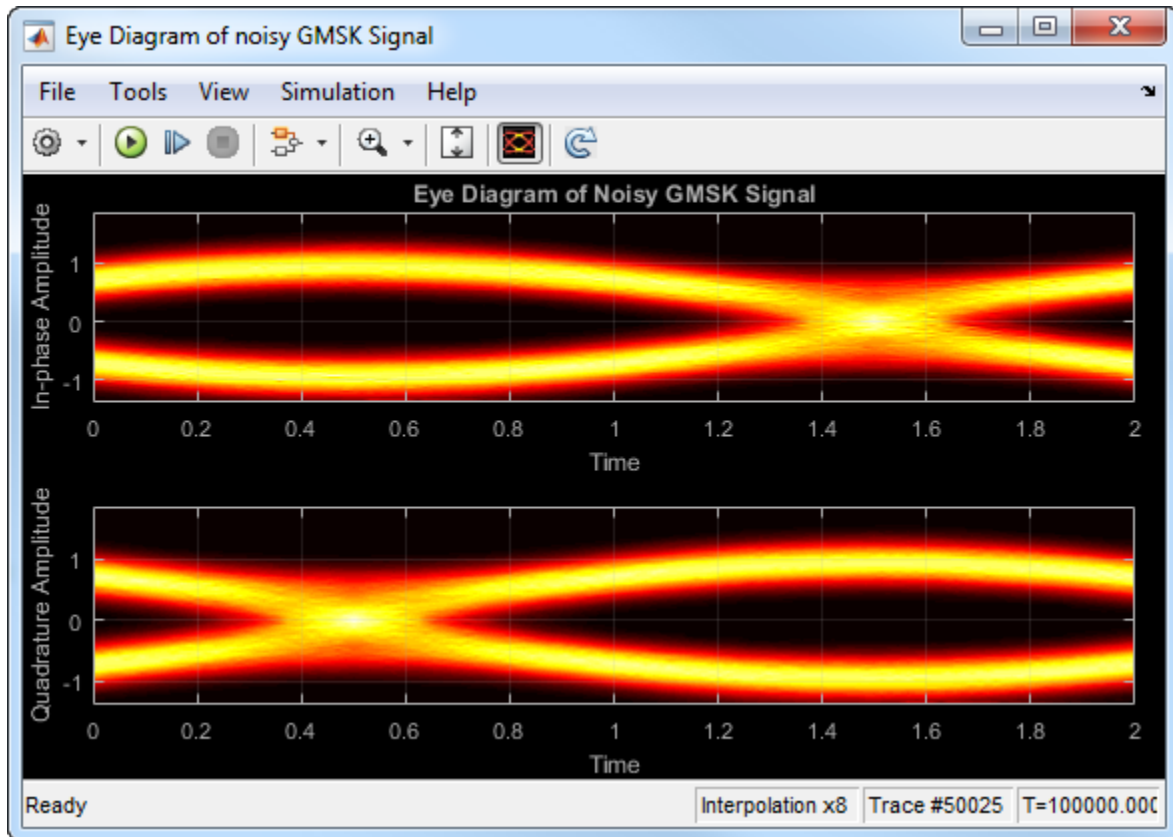 Eye Diagram of noisy GMSK Signal
File Tools View Simulation Help
Eye Diagram of Noisy GMSK Signal
In-phase Amplitude
1
0
-1
0 0.2 0.4 0.6 0.8 1 1.2 1.4 1.6 1.8 2
Time
Quadrature Amplitude
1
0
-1
0 0.2 0.4 0.6 0.8 1 1.2 1.4 1.6 1.8 2
Time
Ready Interpolation x8 Trace #50025 T=100000.000